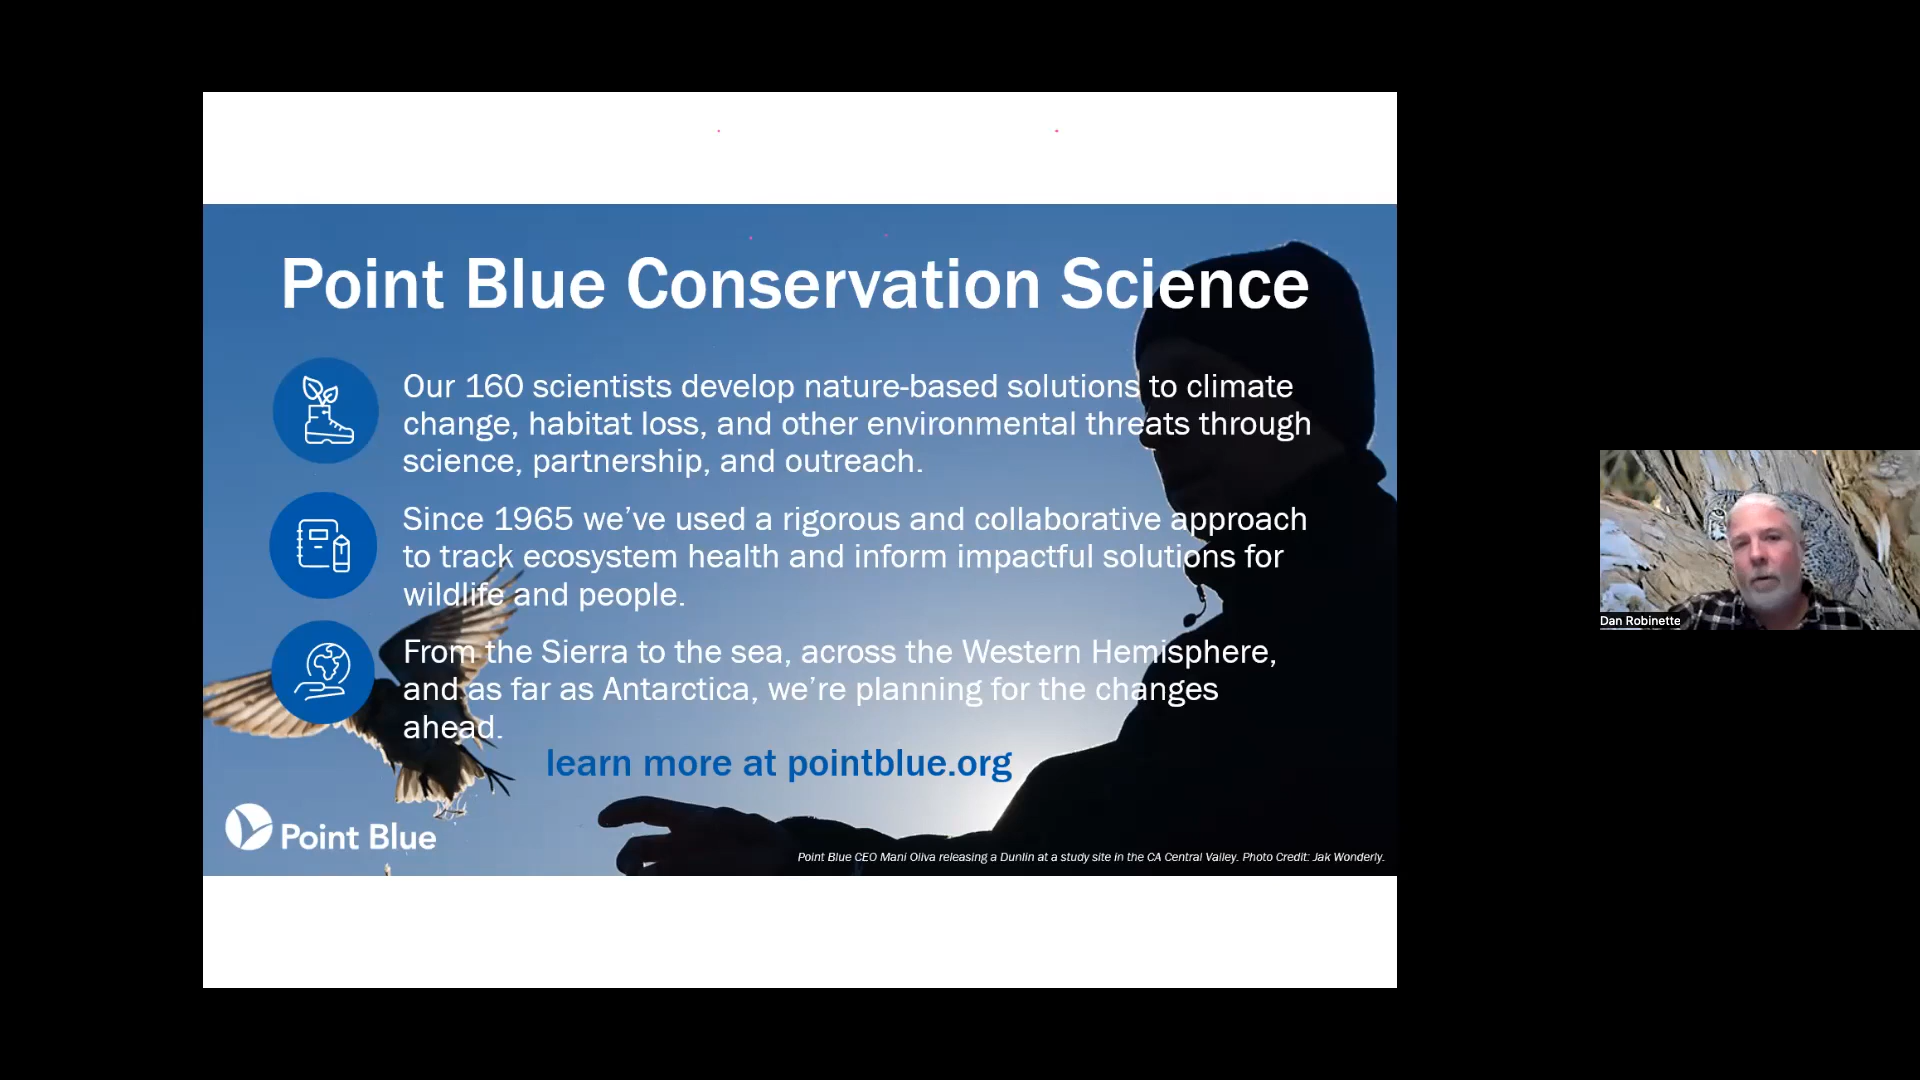 Point Blue Conservation Science
Our 160 scientists develop nature-based solutions to climate
change, habitat loss, and other environmental threats through
science, partnership, and outreach.
Since 1965 we’ve used a rigorous and collaborative approach
to track ecosystem health and inform impactful solutions for
wildlife and people.
From the Sierra to the sea, across the Western Hemisphere,
and as far as Antarctica, we’re planning for the changes
ahead.
learn more at pointblue.org
Point Blue
Point Blue CEO Mani Oliva releasing a Dunlin at a study site in the CA Central Valley. Photo Credit: Jak Wonderly.
Dan Robinette